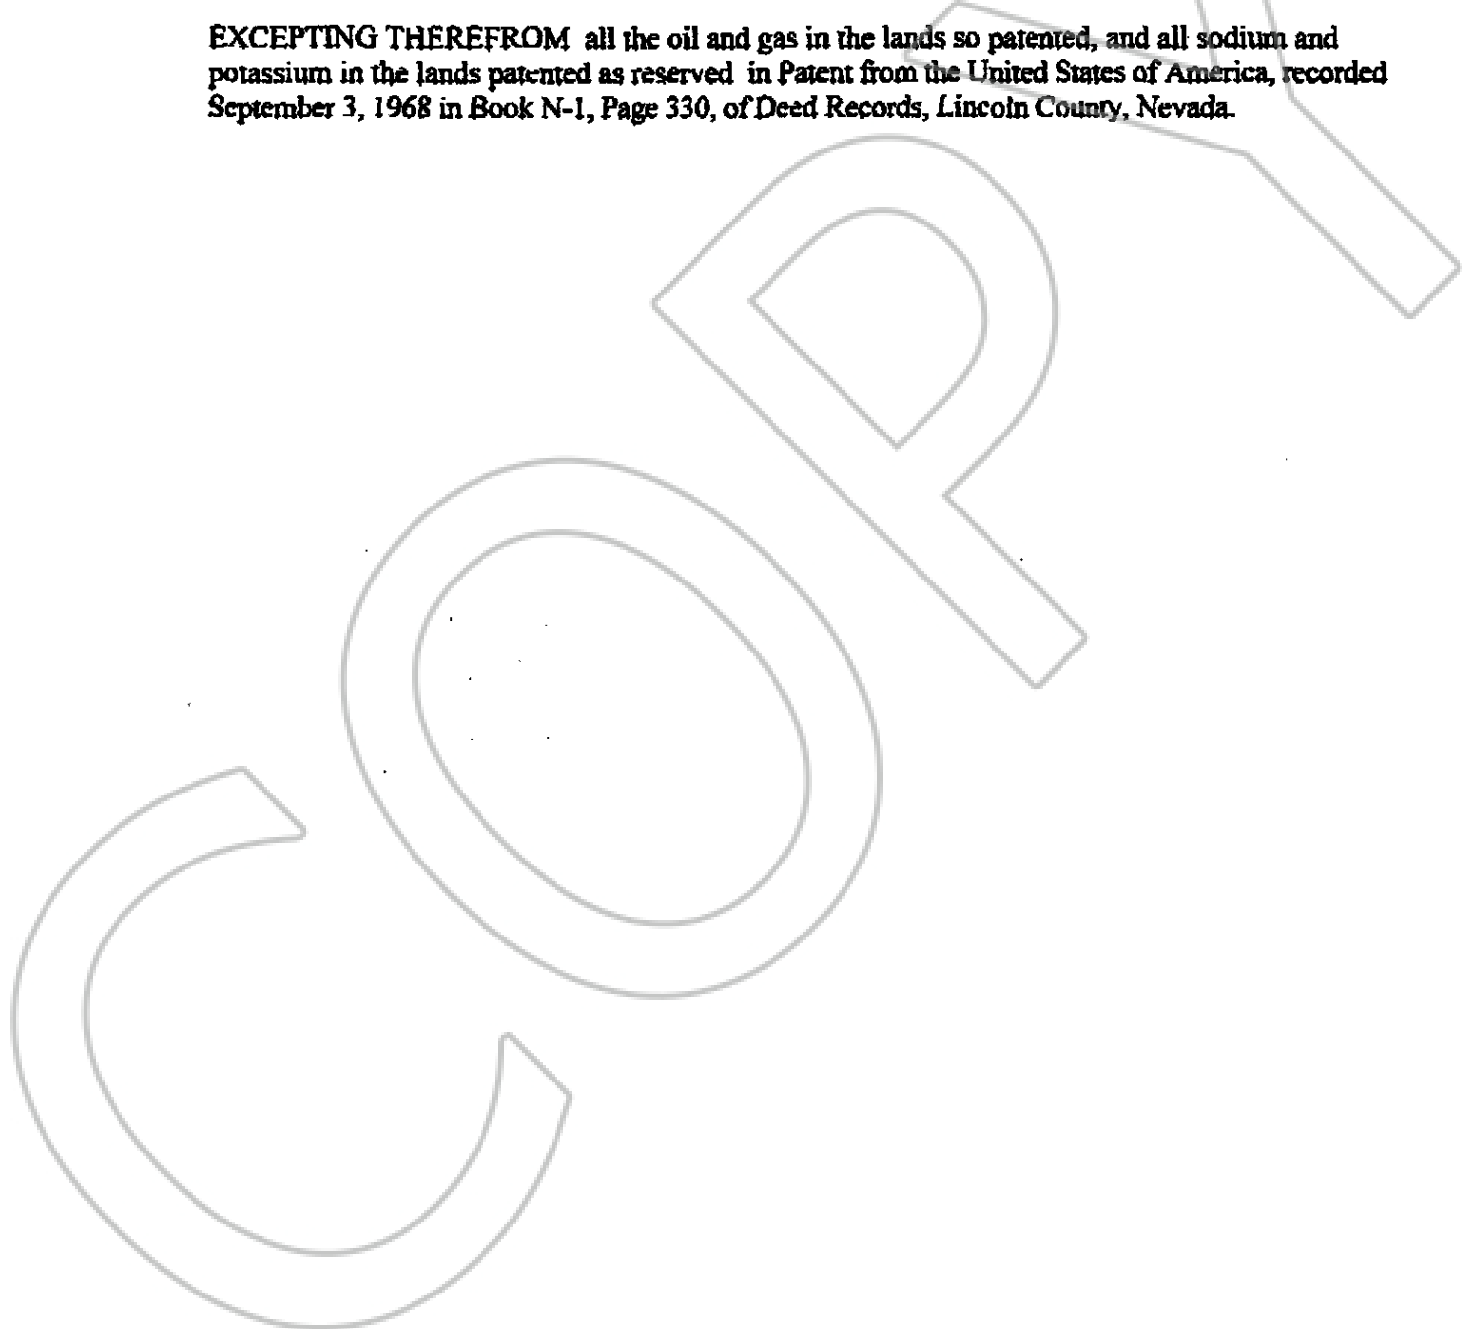 EXCEPTING THEREFROM all the oil and gas in the lands so patented, and all sodium and
potassium in the lands patented as reserved in Patent from the United States of America, recorded
September 3, 1968 in Book N-1, Page 330, of Deed Records, Lincoln County, Nevada.
COPY